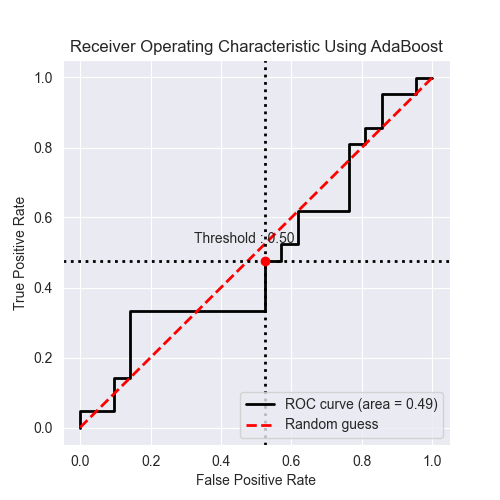 Receiver Operating Characteristic Using AdaBoost
1.0
0.8
0.6
0.4
0.2
0.0
True Positive Rate
Threshold : 0.50
ROC curve (area = 0.49)
Random guess
0.0 0.2 0.4 0.6 0.8 1.0
False Positive Rate